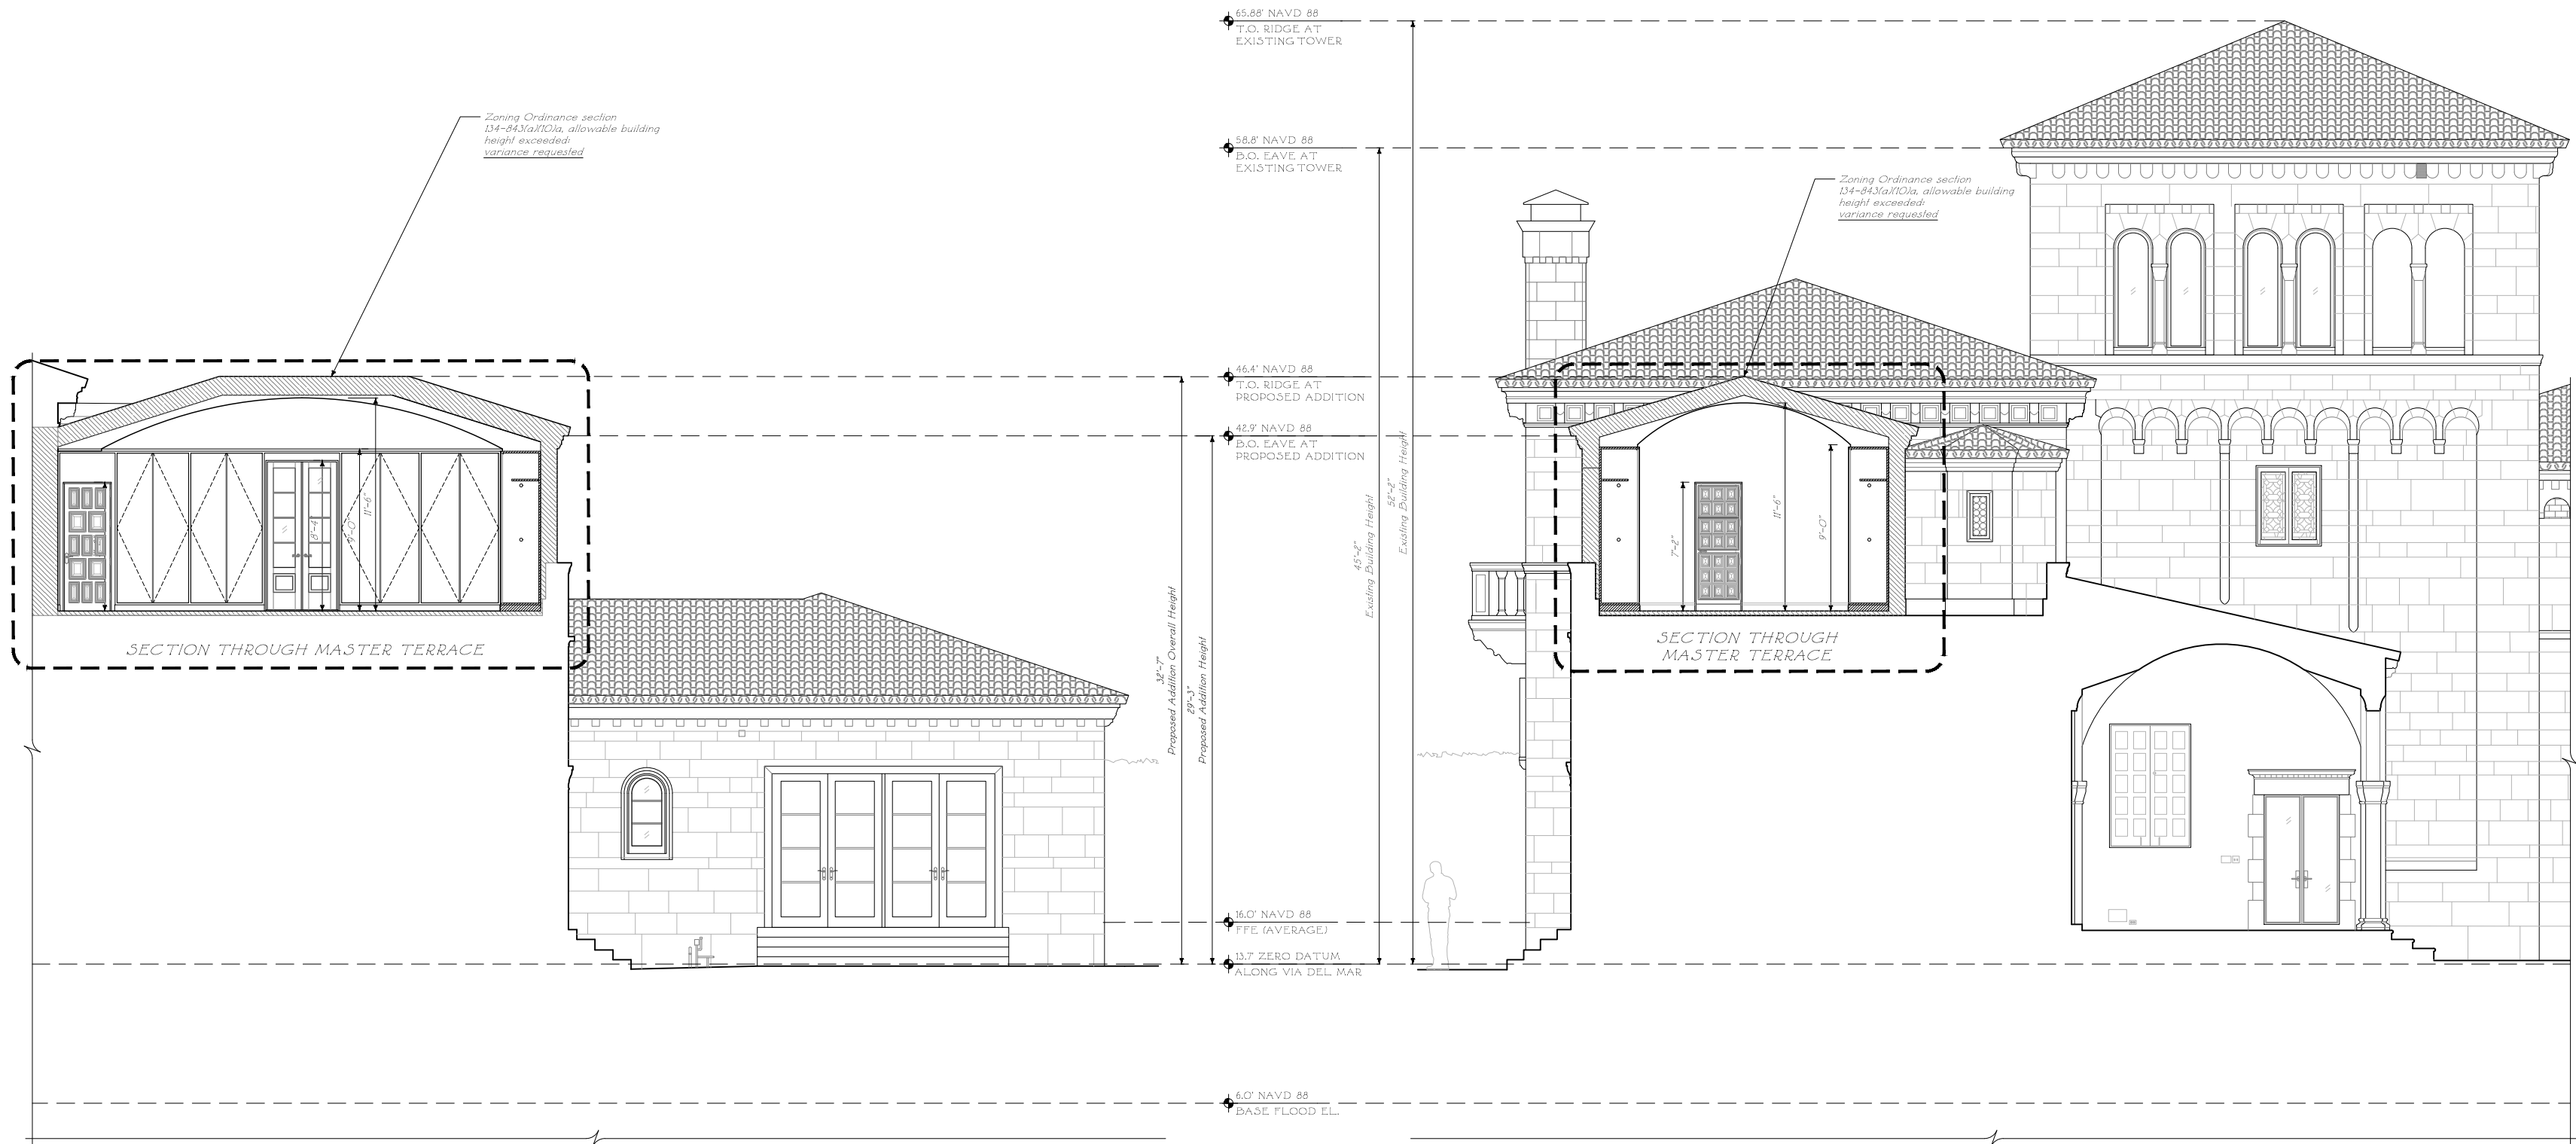 65.88' NAVD 88
T.O. RIDGE AT
EXISTING TOWER
Zoning Ordinance section
134-843(a)(10)a, allowable building
height exceeded:
variance requested
58.8' NAVD 88
B.O. EAVE AT
EXISTING TOWER
Zoning Ordinance section
134-843(a)(10)a, allowable building
height exceeded:
variance requested
46.4' NAVD 88
T.O. RIDGE AT
PROPOSED ADDITION
42.9' NAVD 88
B.O. EAVE AT
PROPOSED ADDITION
8'-4"
9'-0"
11'-6"
SECTION THROUGH MASTER TERRACE
32'-7"
Proposed Addition Overall Height
29'-3"
Proposed Addition Height
45'-2"
Existing Building Height
52'-2"
Existing Building Height
7'-2"
11'-6"
9'-0"
SECTION THROUGH
MASTER TERRACE
16.0' NAVD 88
FFE (AVERAGE)
13.7' ZERO DATUM
ALONG VIA DEL MAR
6.0' NAVD 88
BASE FLOOD EL.